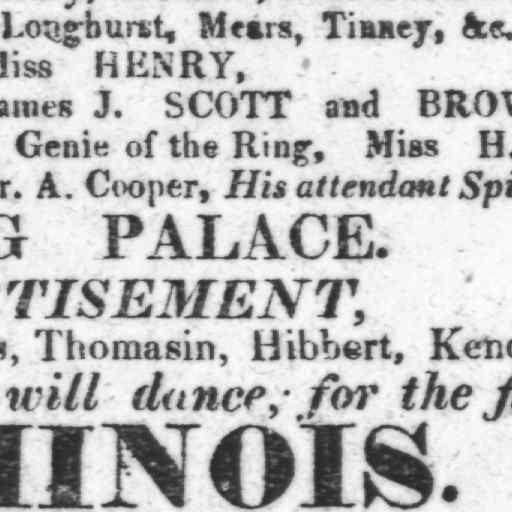 Longhurst, Mears, Tinney, &c.
Miss HENRY,
ames J. SCOTT and BROW
Genie of the Ring, Miss H.
r. A. Cooper, His attendant Spi
G PALACE.
TISEMENT,
s, Thomasin, Hibbert, Kend
will dance, for the f
INOIS.